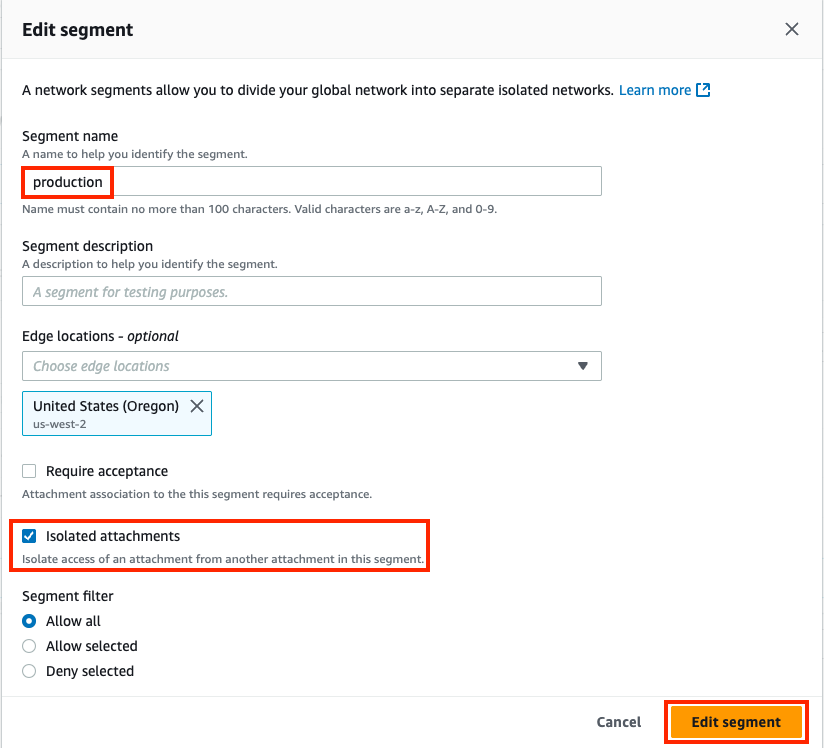 Edit segment
A network segments allow you to divide your global network into separate isolated networks. Learn more
Segment name
A name to help you identify the segment.
production
Name must contain no more than 100 characters. Valid characters are a-z, A-Z, and 0-9.
Segment description
A description to help you identify the segment.
A segment for testing purposes.
Edge locations - optional
Choose edge locations
United States (Oregon)
us-west-2
Require acceptance
Attachment association to the this segment requires acceptance.
Isolated attachments
Isolate access of an attachment from another attachment in this segment.
Segment filter
Allow all
Allow selected
Deny selected
Cancel Edit segment